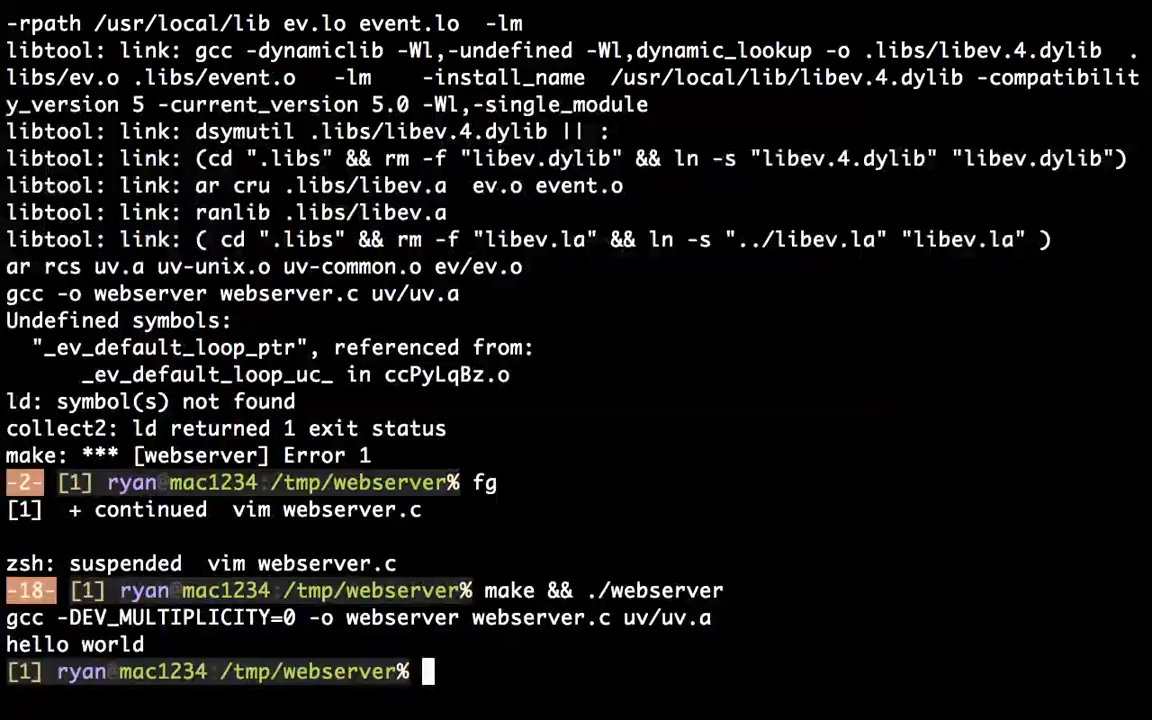 -rpath /usr/local/lib ev.lo event.lo  -lm
libtool: link: gcc -dynamiclib -Wl,-undefined -Wl,dynamic_lookup -o .libs/libev.4.dylib  .
libs/ev.o .libs/event.o   -lm    -install_name  /usr/local/lib/libev.4.dylib -compatibilit
y_version 5 -current_version 5.0 -Wl,-single_module
libtool: link: dsymutil .libs/libev.4.dylib || :
libtool: link: (cd ".libs" && rm -f "libev.dylib" && ln -s "libev.4.dylib" "libev.dylib")
libtool: link: ar cru .libs/libev.a  ev.o event.o
libtool: link: ranlib .libs/libev.a
libtool: link: ( cd ".libs" && rm -f "libev.la" && ln -s "../libev.la" "libev.la" )
ar rcs uv.a uv-unix.o uv-common.o ev/ev.o
gcc -o webserver webserver.c uv/uv.a
Undefined symbols:
  "_ev_default_loop_ptr", referenced from:
      _ev_default_loop_uc_ in ccPyLqBz.o
ld: symbol(s) not found
collect2: ld returned 1 exit status
make: *** [webserver] Error 1
-2- [1] ryan@mac1234:/tmp/webserver% fg
[1]  + continued  vim webserver.c
zsh: suspended  vim webserver.c
-18- [1] ryan@mac1234:/tmp/webserver% make && ./webserver
gcc -DEV_MULTIPLICITY=0 -o webserver webserver.c uv/uv.a
hello world
[1] ryan@mac1234:/tmp/webserver%